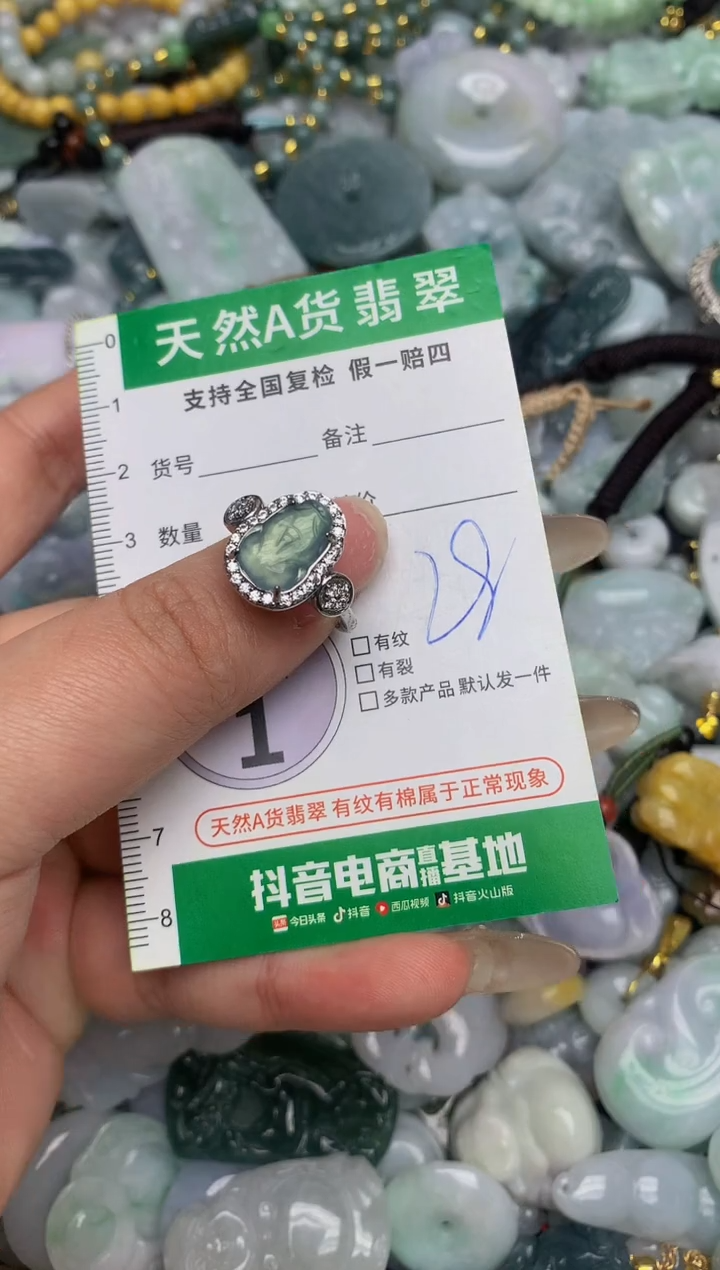 天然A货翡翠
支持全国复检 假一赔四
0
1
2
货号 备注
3
数量 价
28
□有纹
□有裂
□多款产品 默认发一件
1
天然A货翡翠 有纹有棉属于正常现象
7
抖音电商直播基地
8
头条 今日头条 抖音 西瓜视频 抖音火山版